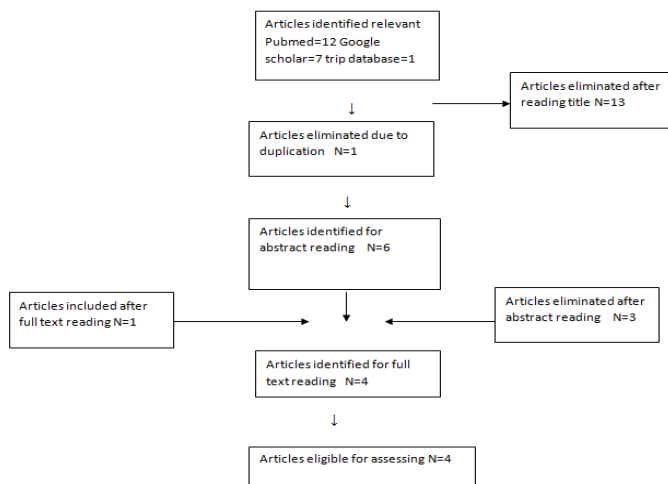 Articles identified relevant
Pubmed=12 Google
scholar=7 trip database=1
↓
Articles eliminated after
reading title N=13
Articles eliminated due to
duplication N=1
↓
Articles identified for
abstract reading N=6
Articles included after
full text reading N=1
Articles eliminated after
abstract reading N=3
Articles identified for full
text reading N=4
↓
Articles eligible for assessing N=4